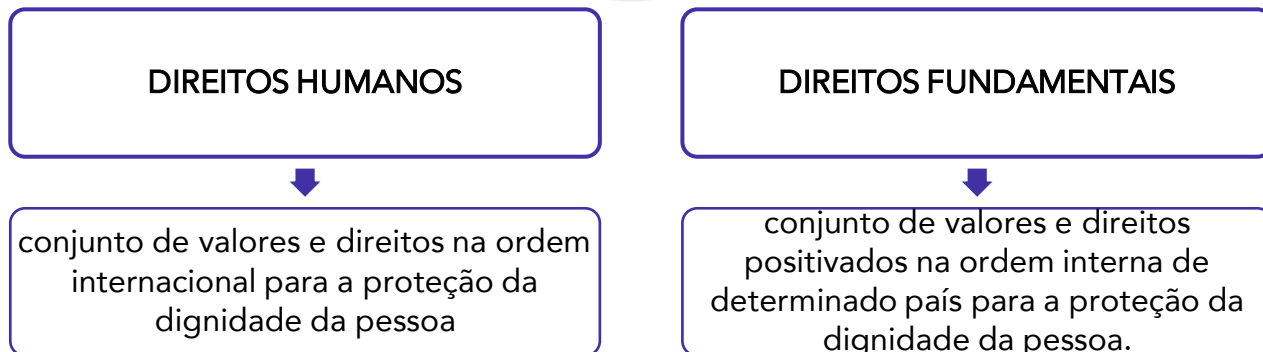 DIREITOS HUMANOS
conjunto de valores e direitos na ordem
internacional para a proteção da
dignidade da pessoa
DIREITOS FUNDAMENTAIS
conjunto de valores e direitos
positivados na ordem interna de
determinado país para a proteção da
dignidade da pessoa.